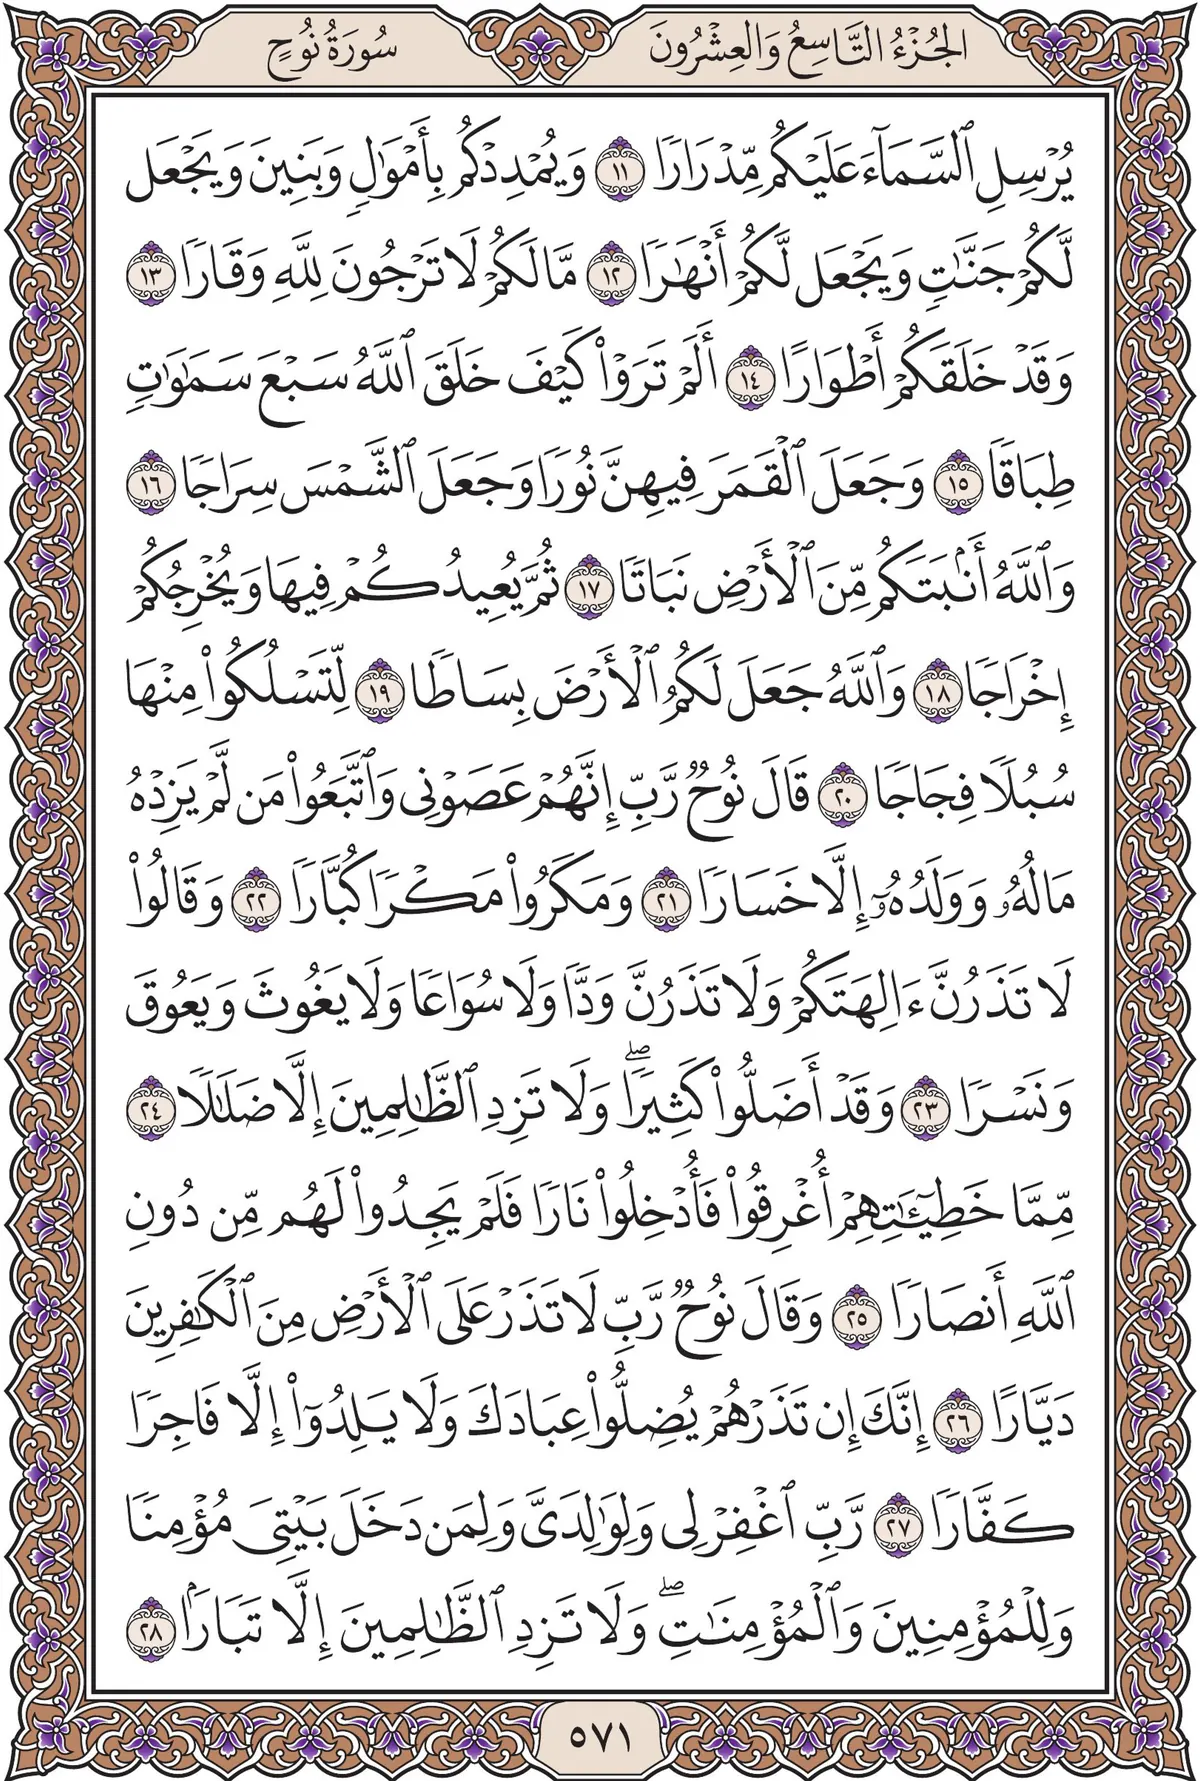 الجُزْءُ التَّاسِعُ وَالعِشْرُونَ
سُورَةُ نُوحٍ
يُرْسِلِ ٱلسَّمَآءَ عَلَيْكُم مِّدْرَارًا ١١ وَيُمْدِدْكُم بِأَمْوَٰلٍ وَبَنِينَ وَيَجْعَل
لَّكُمْ جَنَّـٰتٍ وَيَجْعَل لَّكُمْ أَنْهَـٰرًا ١٢ مَّا لَكُمْ لَا تَرْجُونَ لِلَّهِ وَقَارًا ١٣
وَقَدْ خَلَقَكُمْ أَطْوَارًا ١٤ أَلَمْ تَرَوْا۟ كَيْفَ خَلَقَ ٱللَّهُ سَبْعَ سَمَـٰوَٰتٍ
طِبَاقًا ١٥ وَجَعَلَ ٱلْقَمَرَ فِيهِنَّ نُورًا وَجَعَلَ ٱلشَّمْسَ سِرَاجًا ١٦
وَٱللَّهُ أَنۢبَتَكُم مِّنَ ٱلْأَرْضِ نَبَاتًا ١٧ ثُمَّ يُعِيدُكُمْ فِيهَا وَيُخْرِجُكُمْ
إِخْرَاجًا ١٨ وَٱللَّهُ جَعَلَ لَكُمُ ٱلْأَرْضَ بِسَاطًا ١٩ لِّتَسْلُكُوا۟ مِنْهَا
سُبُلًا فِجَاجًا ٢٠ قَالَ نُوحٌ رَّبِّ إِنَّهُمْ عَصَوْنِى وَٱتَّبَعُوا۟ مَن لَّمْ يَزِدْهُ
مَالُهُۥ وَوَلَدُهُۥٓ إِلَّا خَسَارًا ٢١ وَمَكَرُوا۟ مَكْرًا كُبَّارًا ٢٢ وَقَالُوا۟
لَا تَذَرُنَّ ءَالِهَتَكُمْ وَلَا تَذَرُنَّ وَدًّا وَلَا سُوَاعًا وَلَا يَغُوثَ وَيَعُوقَ
وَنَسْرًا ٢٣ وَقَدْ أَضَلُّوا۟ كَثِيرًا ۖ وَلَا تَزِدِ ٱلظَّـٰلِمِينَ إِلَّا ضَلَـٰلًا ٢٤
مِّمَّا خَطِيٓـَٔـٰتِهِمْ أُغْرِقُوا۟ فَأُدْخِلُوا۟ نَارًا فَلَمْ يَجِدُوا۟ لَهُم مِّن دُونِ
ٱللَّهِ أَنصَارًا ٢٥ وَقَالَ نُوحٌ رَّبِّ لَا تَذَرْ عَلَى ٱلْأَرْضِ مِنَ ٱلْكَـٰفِرِينَ
دَيَّارًا ٢٦ إِنَّكَ إِن تَذَرْهُمْ يُضِلُّوا۟ عِبَادَكَ وَلَا يَلِدُوٓا۟ إِلَّا فَاجِرًا
كَفَّارًا ٢٧ رَّبِّ ٱغْفِرْ لِى وَلِوَٰلِدَىَّ وَلِمَن دَخَلَ بَيْتِىَ مُؤْمِنًا
وَلِلْمُؤْمِنِينَ وَٱلْمُؤْمِنَـٰتِ ۖ وَلَا تَزِدِ ٱلظَّـٰلِمِينَ إِلَّا تَبَارًۢا ٢٨
٥٧١